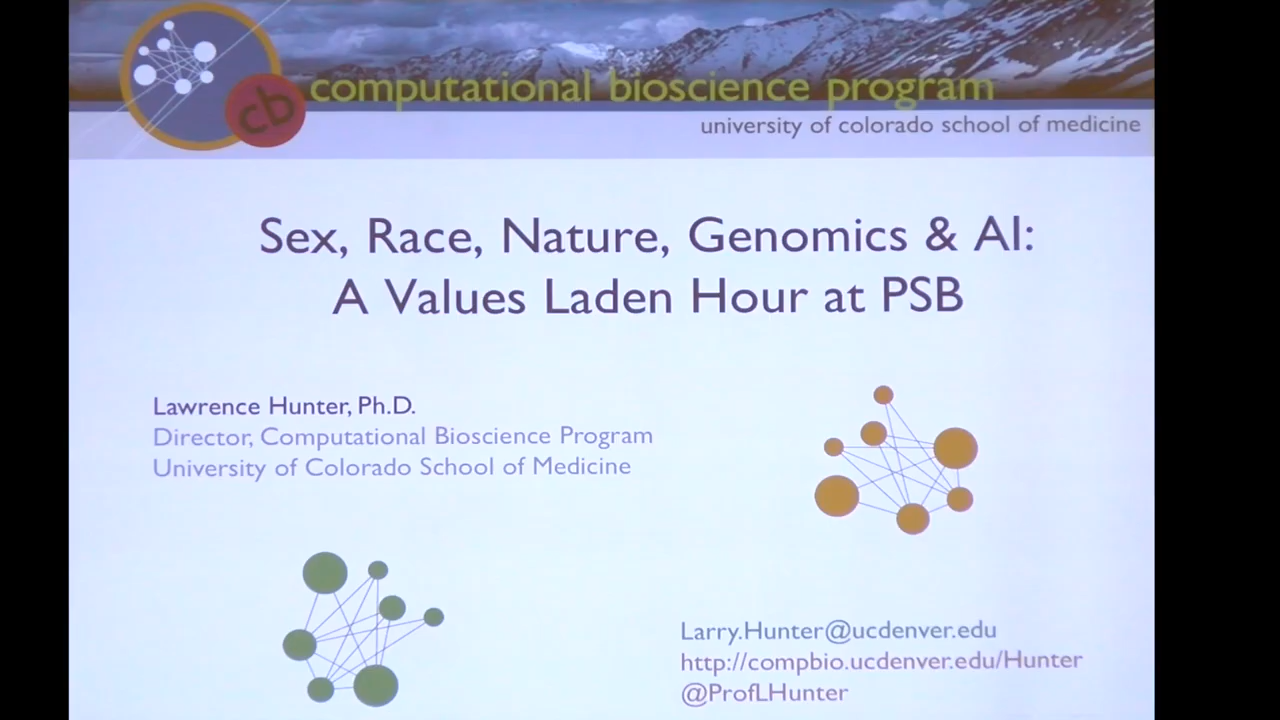 cb
computational bioscience program
university of colorado school of medicine
Sex, Race, Nature, Genomics & AI:
A Values Laden Hour at PSB
Lawrence Hunter, Ph.D.
Director, Computational Bioscience Program
University of Colorado School of Medicine
Larry.Hunter@ucdenver.edu
http://compbio.ucdenver.edu/Hunter
@ProfLHunter